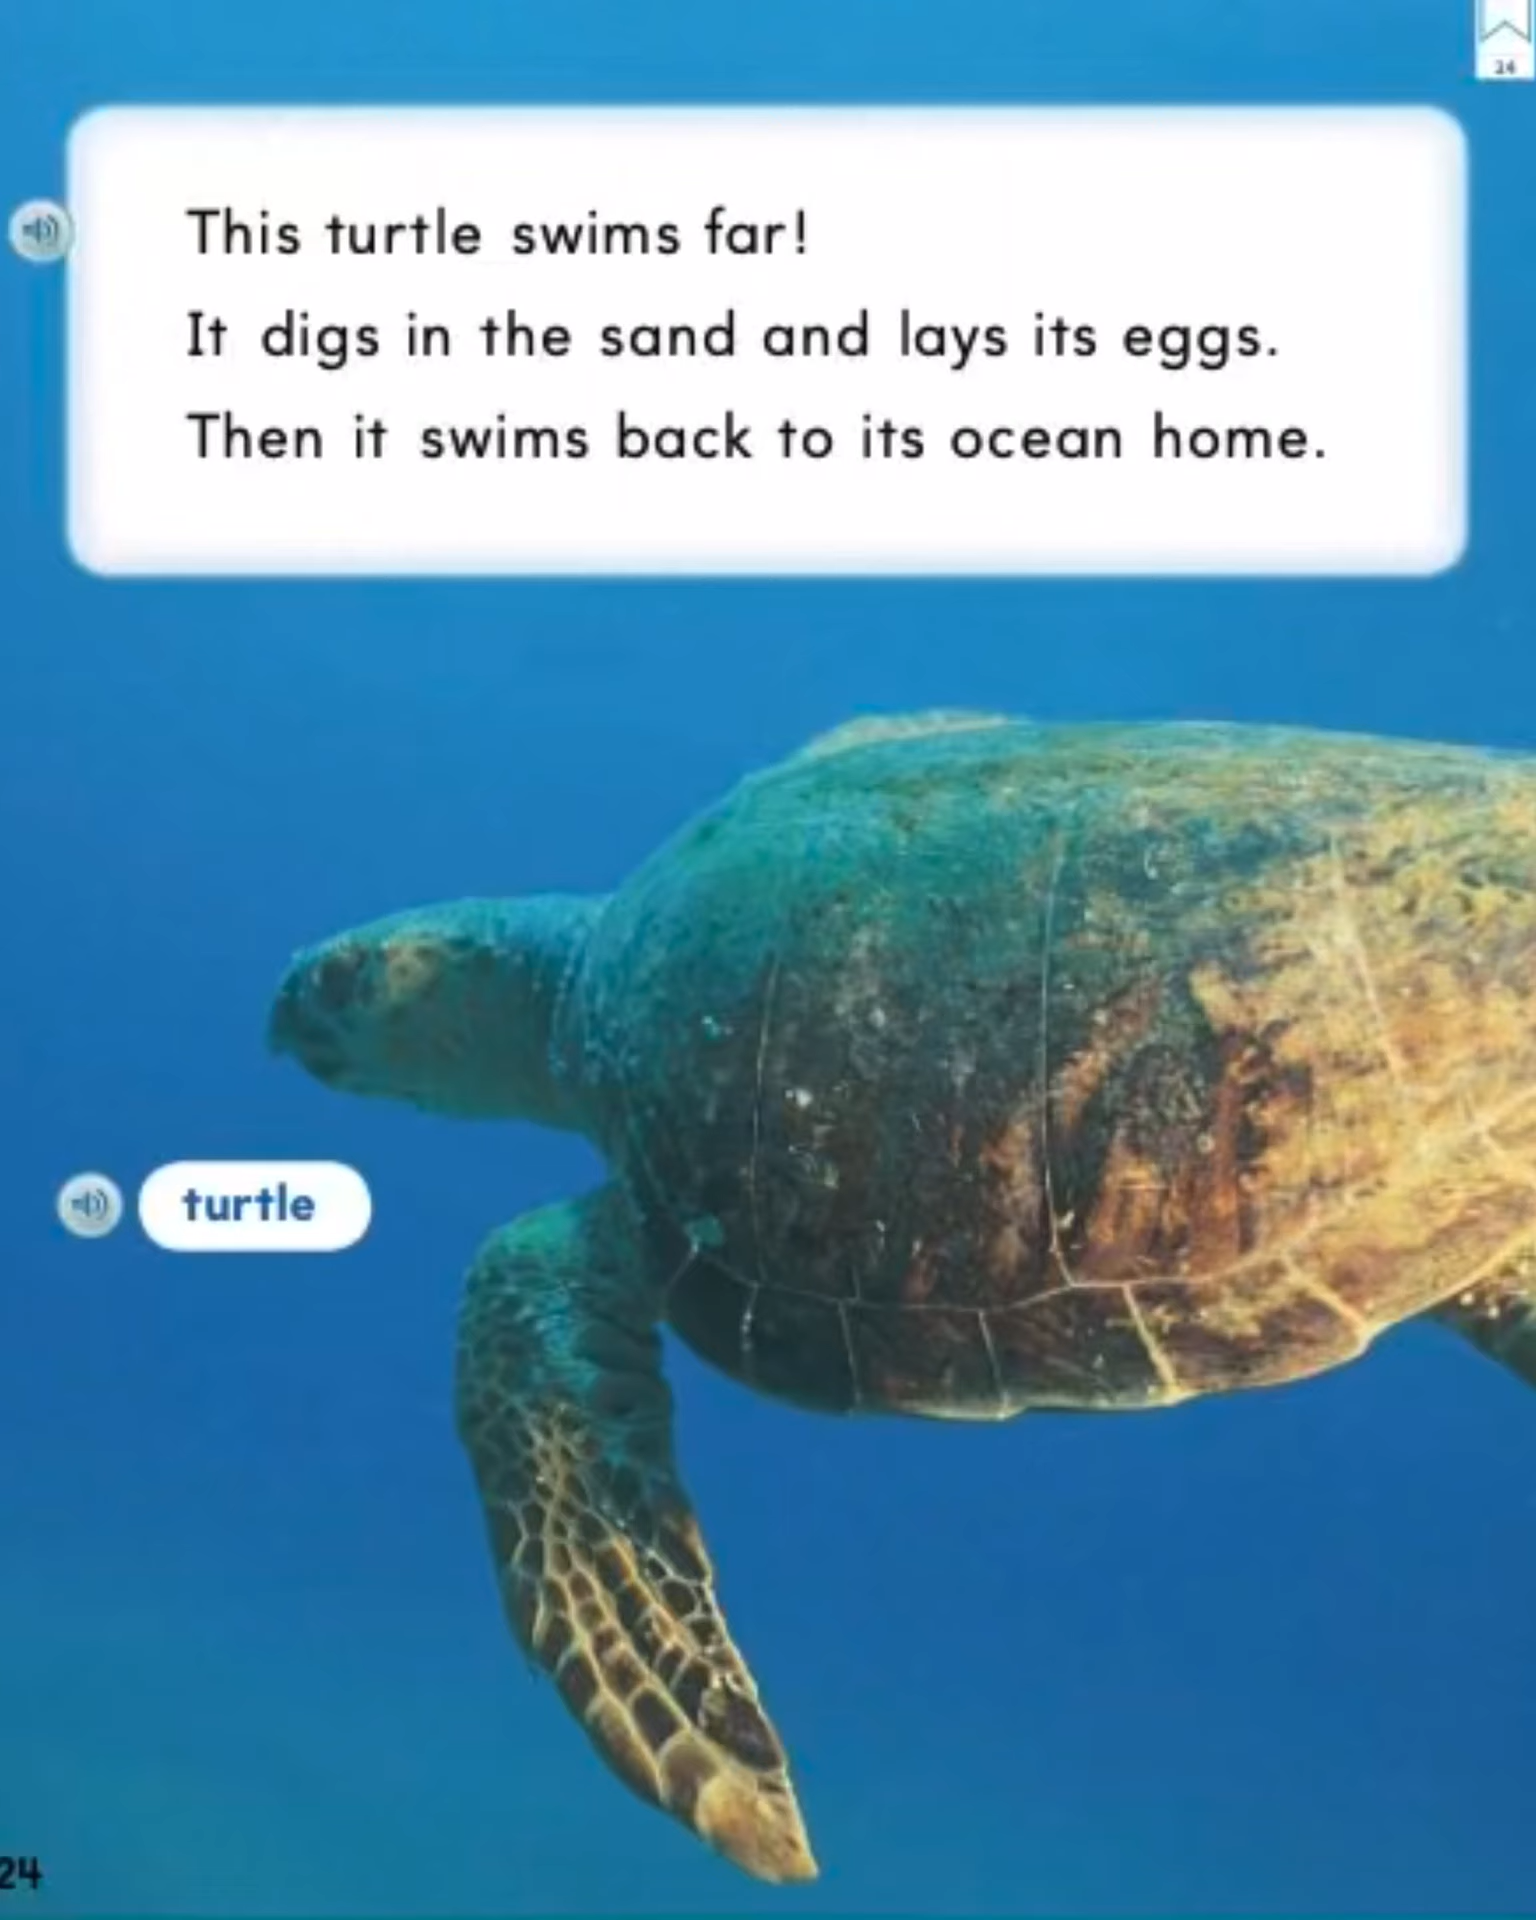 24
This turtle swims far!
It digs in the sand and lays its eggs.
Then it swims back to its ocean home.
turtle
24